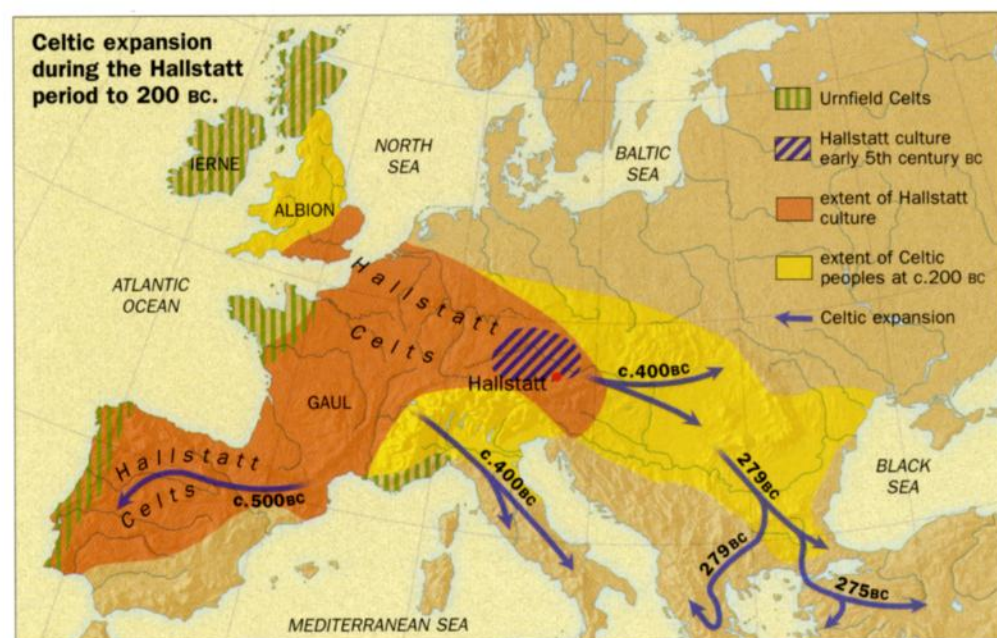 Celtic expansion
during the Hallstatt
period to 200 BC.
Urnfield Celts
Hallstatt culture
early 5th century BC
extent of Hallstatt
culture
extent of Celtic
peoples at c.200 BC
Celtic expansion
IERNE
ALBION
NORTH
SEA
BALTIC
SEA
ATLANTIC
OCEAN
Hallstatt
Celts
Hallstatt
GAUL
c.400BC
Hallstatt
Celts
c.500BC
c.400BC
279BC
279BC
275BC
BLACK
SEA
MEDITERRANEAN SEA